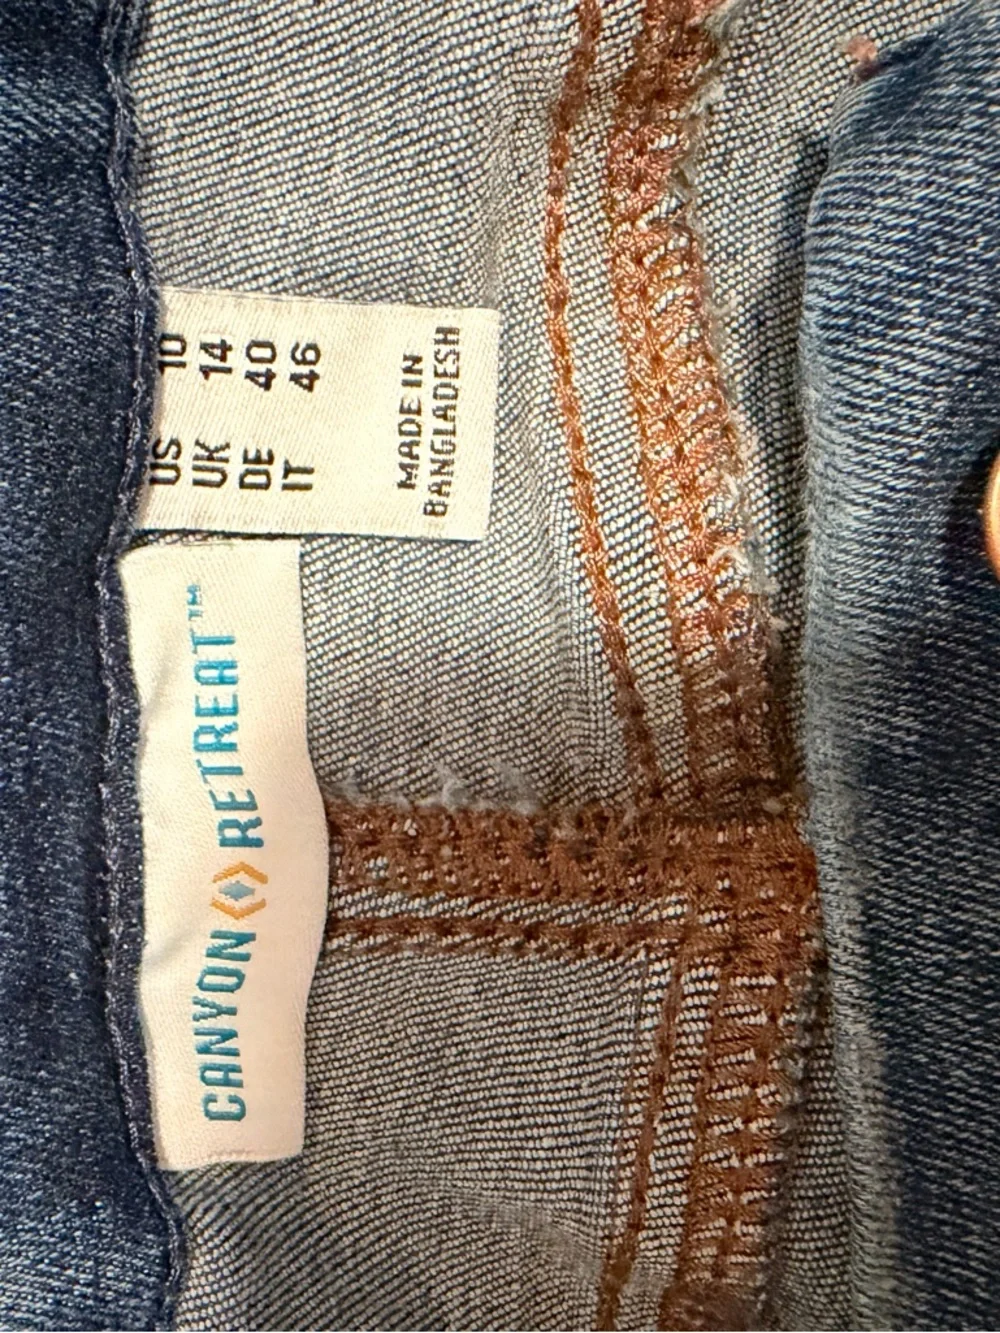 US 10
UK 14
DE 40
IT 46
MADE IN
BANGLADESH
CANYON RETREAT™